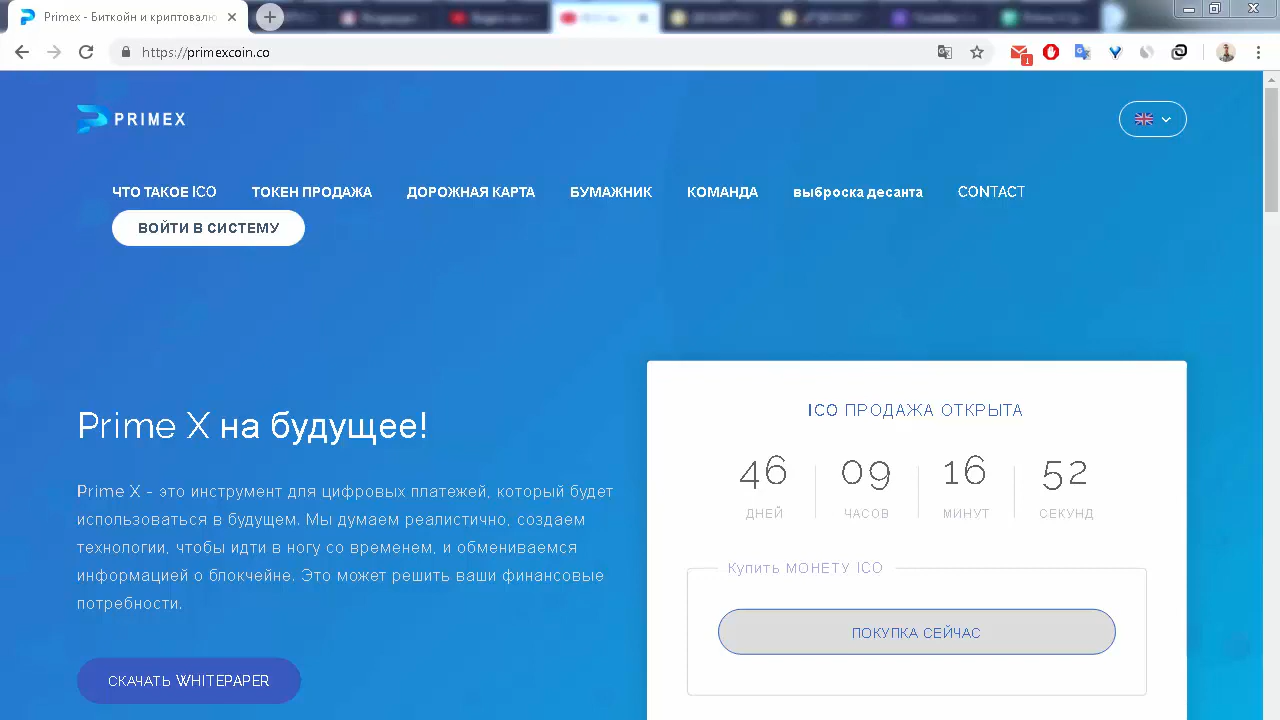 Primex - Биткойн и криптовалю
https://primexcoin.co
1
PRIMEX
ЧТО ТАКОЕ ICO ТОКЕН ПРОДАЖА ДОРОЖНАЯ КАРТА БУМАЖНИК КОМАНДА выброска десанта CONTACT
ВОЙТИ В СИСТЕМУ
Prime X на будущее!
Prime X - это инструмент для цифровых платежей, который будет
использоваться в будущем. Мы думаем реалистично, создаем
технологии, чтобы идти в ногу со временем, и обмениваемся
информацией о блокчейне. Это может решить ваши финансовые
потребности.
СКАЧАТЬ WHITEPAPER
ICO ПРОДАЖА ОТКРЫТА
46 09 16 52
ДНЕЙ ЧАСОВ МИНУТ СЕКУНД
Купить МОНЕТУ ICO
ПОКУПКА СЕЙЧАС